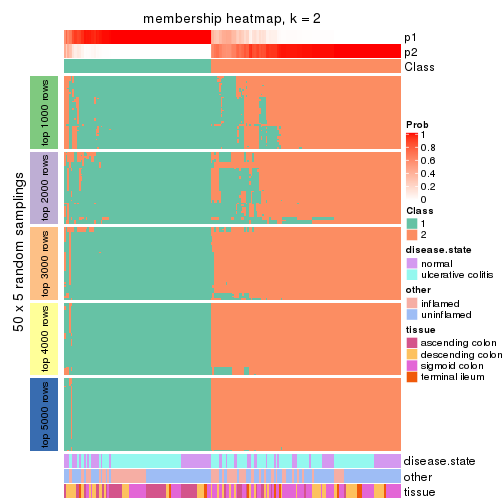 membership heatmap, k = 2
p1
p2
Class
50 x 5 random samplings
top 1000 rows
top 2000 rows
top 3000 rows
top 4000 rows
top 5000 rows
Prob
1
0.8
0.6
0.4
0.2
0
Class
1
2
disease.state
normal
ulcerative colitis
other
inflamed
uninflamed
tissue
ascending colon
descending colon
sigmoid colon
terminal ileum
disease.state
other
tissue